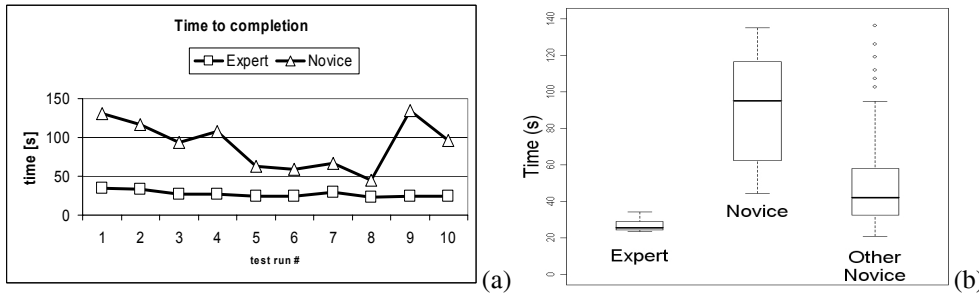 Time to completion
Expert Novice
150
100
50
0
time [s]
1 2 3 4 5 6 7 8 9 10
test run #
(a)
140
120
100
80
60
40
20
0
Time (s)
Expert
Novice
Other
Novice
(b)